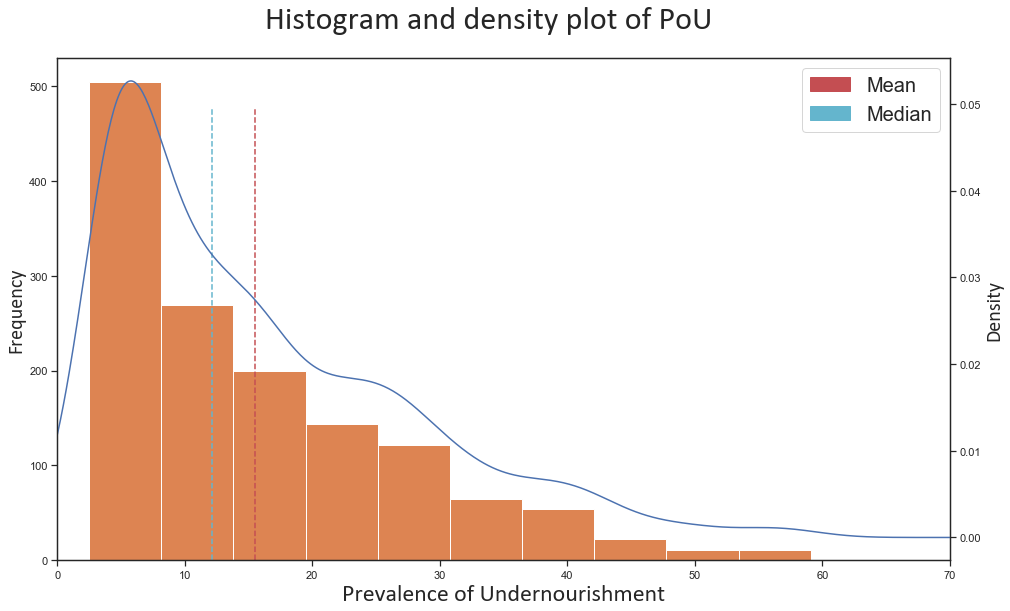 Histogram and density plot of PoU
Mean
Median
Frequency
500
400
300
200
100
0
Density
0.05
0.04
0.03
0.02
0.01
0.00
0 10 20 30 40 50 60 70
Prevalence of Undernourishment